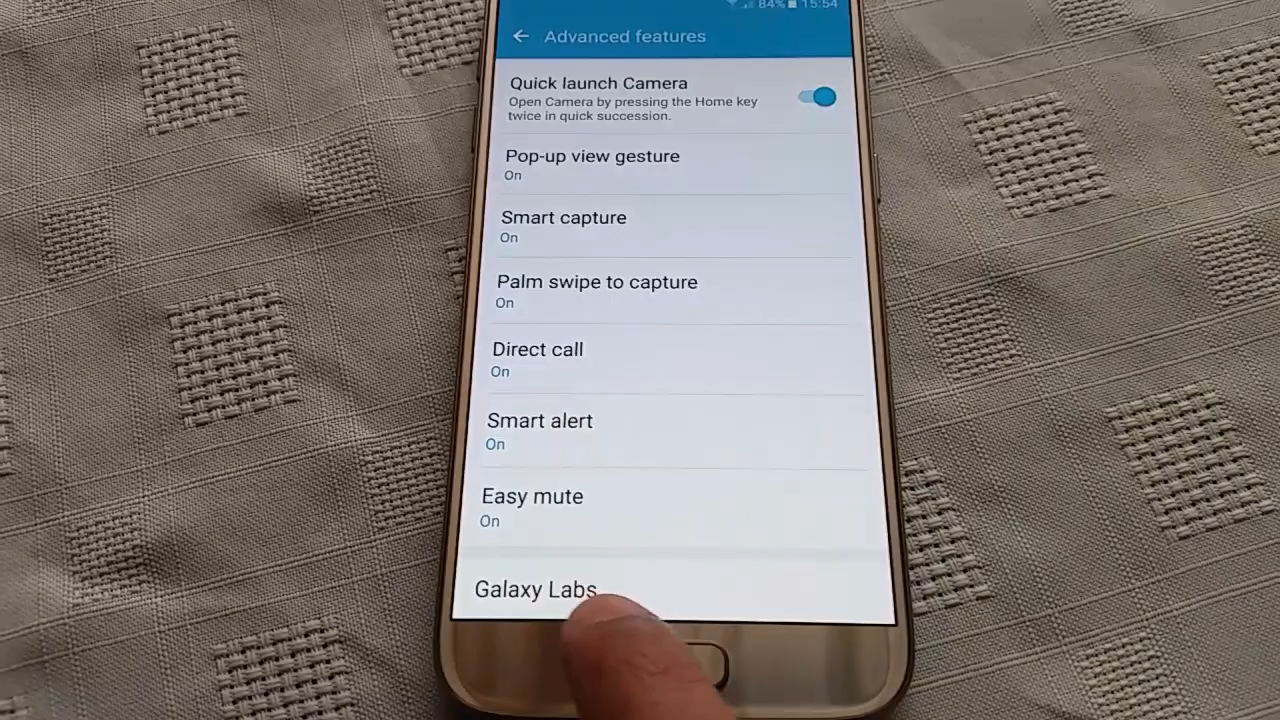 84% 15:54
Advanced features
Quick launch Camera
Open Camera by pressing the Home key
twice in quick succession.
Pop-up view gesture
On
Smart capture
On
Palm swipe to capture
On
Direct call
On
Smart alert
On
Easy mute
On
Galaxy Labs